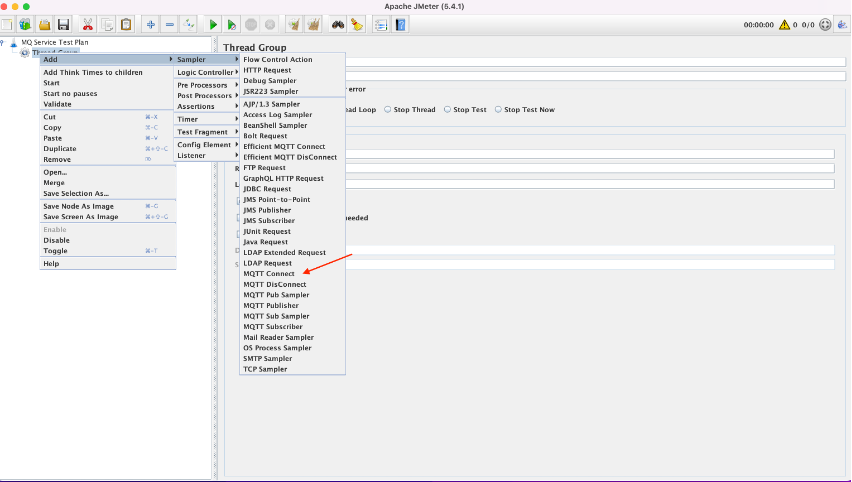 Apache JMeter (5.4.1)
00:00:00 0 0/0
MQ Service Test Plan
Thread Group
Thread Group
Add
Add Think Times to children
Start
Start no pauses
Validate
Cut ⌘-X
Copy ⌘-C
Paste ⌘-V
Duplicate ⌘+⇧-C
Remove ⌫
Open...
Merge
Save Selection As...
Save Node As Image ⌘-G
Save Screen As Image ⌘+⇧-G
Enable
Disable
Toggle ⌘-T
Help
Sampler
Logic Controller
Pre Processors
Post Processors
Assertions
Timer
Test Fragment
Config Element
Listener
Flow Control Action
HTTP Request
Debug Sampler
JSR223 Sampler
AJP/1.3 Sampler
Access Log Sampler
BeanShell Sampler
Bolt Request
Efficient MQTT Connect
Efficient MQTT DisConnect
FTP Request
GraphQL HTTP Request
JDBC Request
JMS Point-to-Point
JMS Publisher
JMS Subscriber
JUnit Request
Java Request
LDAP Extended Request
LDAP Request
MQTT Connect
MQTT DisConnect
MQTT Pub Sampler
MQTT Publisher
MQTT Sub Sampler
MQTT Subscriber
Mail Reader Sampler
OS Process Sampler
SMTP Sampler
TCP Sampler
error
Loop Stop Thread Stop Test Stop Test Now